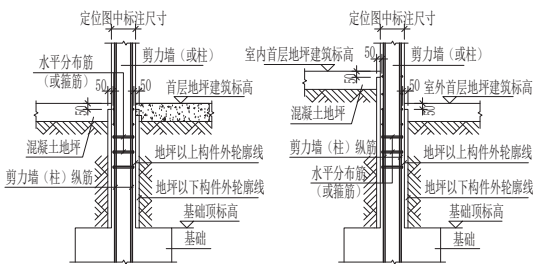 定位图中标注尺寸
剪力墙（或柱）
水平分布筋
（或箍筋）
50
50
首层地坪建筑标高
50
混凝土地坪
地坪以上构件外轮廓线
剪力墙（柱）纵筋
地坪以下构件外轮廓线
基础顶标高
基础
定位图中标注尺寸
50
剪力墙（或柱）
室内首层地坪建筑标高
50
50
室外首层地坪建筑标高
50
混凝土地坪
剪力墙（柱）纵筋
地坪以上构件外轮廓线
水平分布筋
（或箍筋）
地坪以下构件外轮廓线
基础顶标高
基础